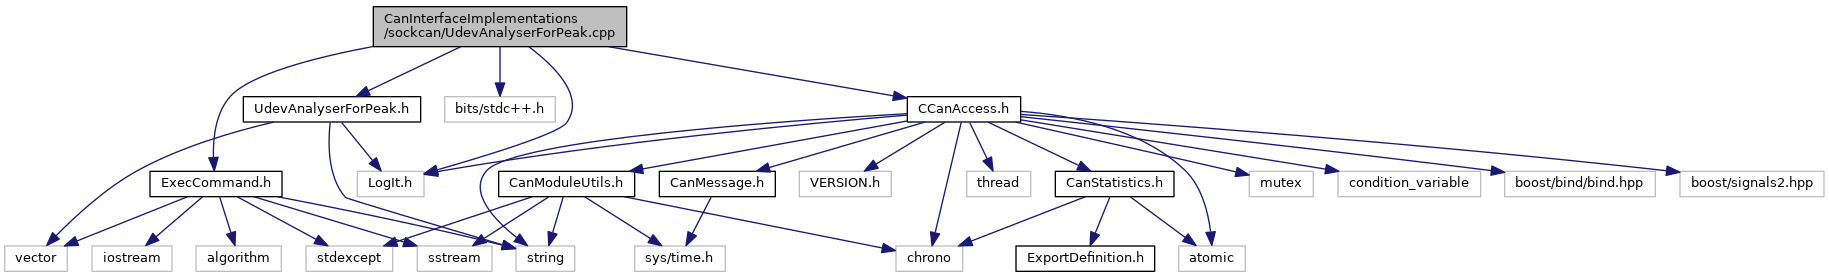 CanInterfaceImplementations
/sockcan/UdevAnalyserForPeak.cpp
UdevAnalyserForPeak.h
bits/stdc++.h
CCanAccess.h
ExecCommand.h
LogIt.h
CanModuleUtils.h
CanMessage.h
VERSION.h
thread
CanStatistics.h
mutex
condition_variable
boost/bind/bind.hpp
boost/signals2.hpp
vector
iostream
algorithm
stdexcept
sstream
string
sys/time.h
chrono
ExportDefinition.h
atomic